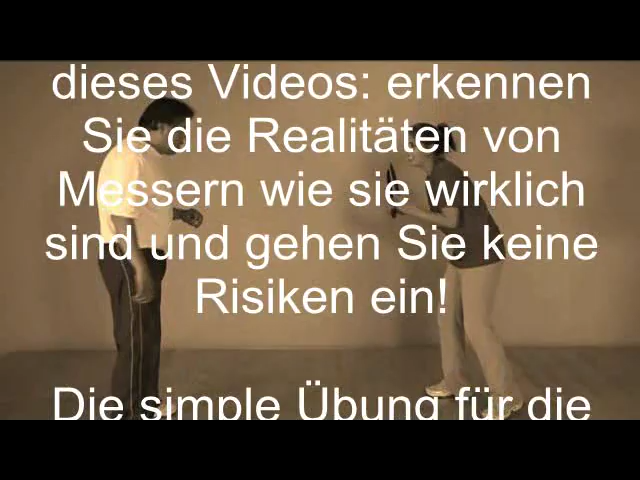 dieses Videos: erkennen
Sie die Realitäten von
Messern wie sie wirklich
sind und gehen Sie keine
Risiken ein!
Die simple Übung für die